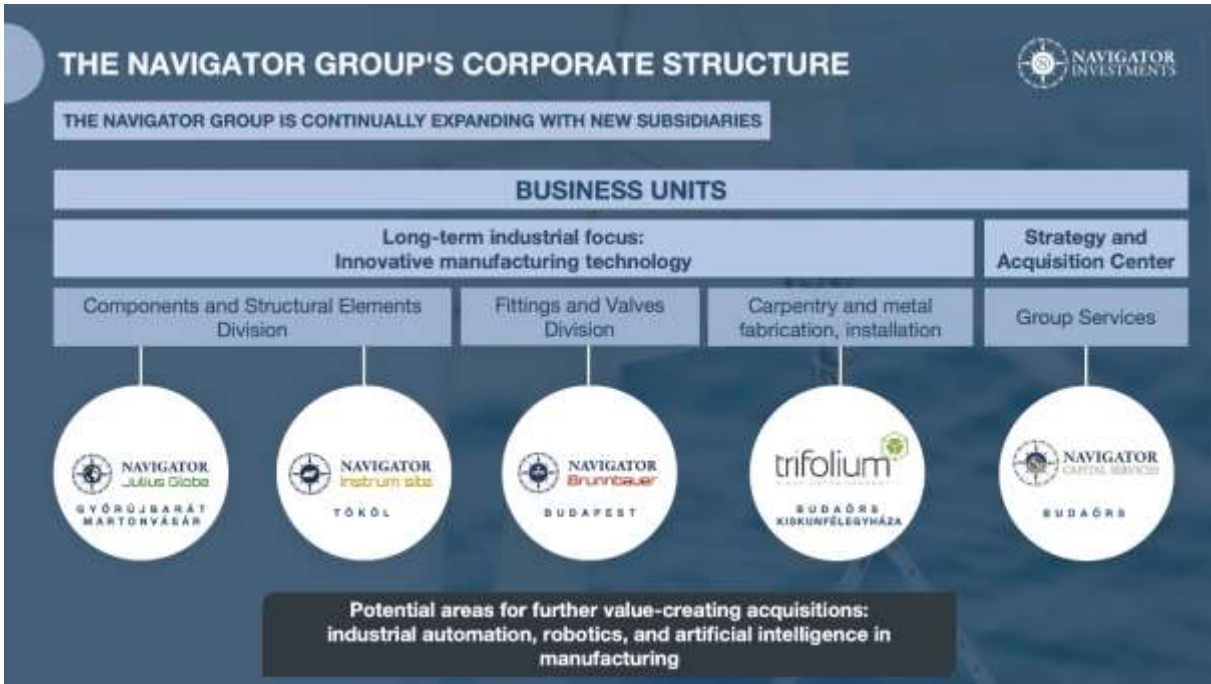 THE NAVIGATOR GROUP'S CORPORATE STRUCTURE
NAVIGATOR
INVESTMENTS
THE NAVIGATOR GROUP IS CONTINUALLY EXPANDING WITH NEW SUBSIDIARIES
BUSINESS UNITS
Long-term industrial focus:
Innovative manufacturing technology
Strategy and
Acquisition Center
Components and Structural Elements
Division
Fittings and Valves
Division
Carpentry and metal
fabrication, installation
Group Services
NAVIGATOR
Julius Globe
GYŐRÚJBARÁT
MARTONVÁSÁR
NAVIGATOR
Instrum site
TÖKÖL
NAVIGATOR
Brunnbauer
BUDAPEST
trifolium
BUDAÖRS
KISKUNFÉLEGYHÁZA
NAVIGATOR
CAPITAL SERVICES
BUDAÖRS
Potential areas for further value-creating acquisitions:
industrial automation, robotics, and artificial intelligence in
manufacturing